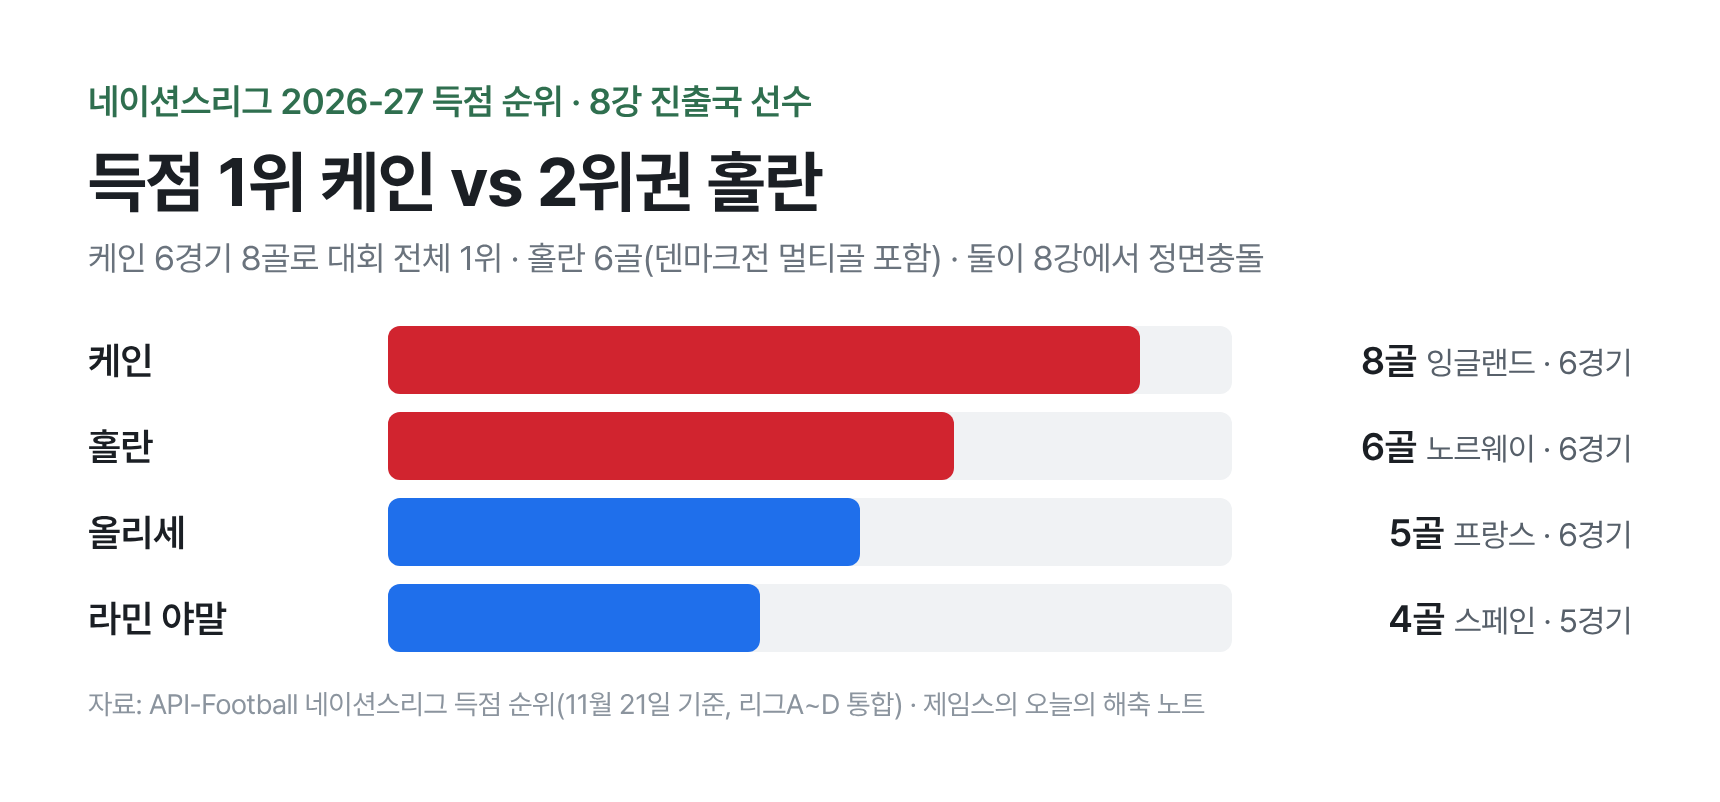 네이션스리그 2026-27 득점 순위 · 8강 진출국 선수
득점 1위 케인 vs 2위권 홀란
케인 6경기 8골로 대회 전체 1위 · 홀란 6골(덴마크전 멀티골 포함) · 둘이 8강에서 정면충돌
케인 8골 잉글랜드 · 6경기
홀란 6골 노르웨이 · 6경기
올리세 5골 프랑스 · 6경기
라민 야말 4골 스페인 · 5경기
자료: API-Football 네이션스리그 득점 순위(11월 21일 기준, 리그A~D 통합) · 제임스의 오늘의 해축 노트